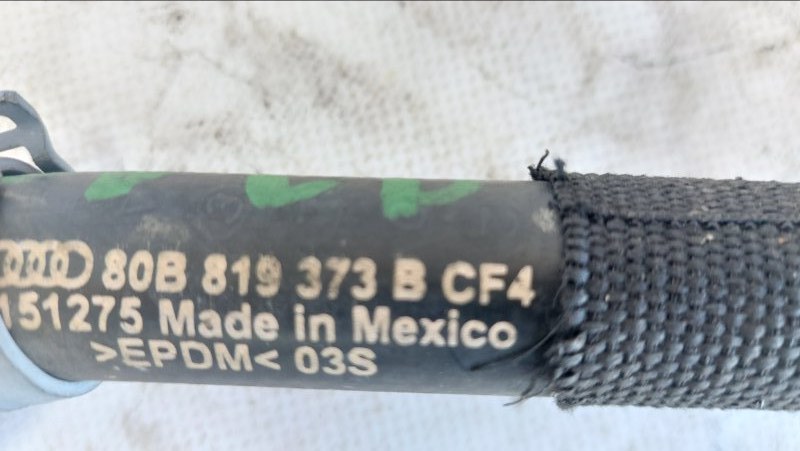 80B 819 373 B CF4
151275 Made in Mexico
>EPDM< 03S